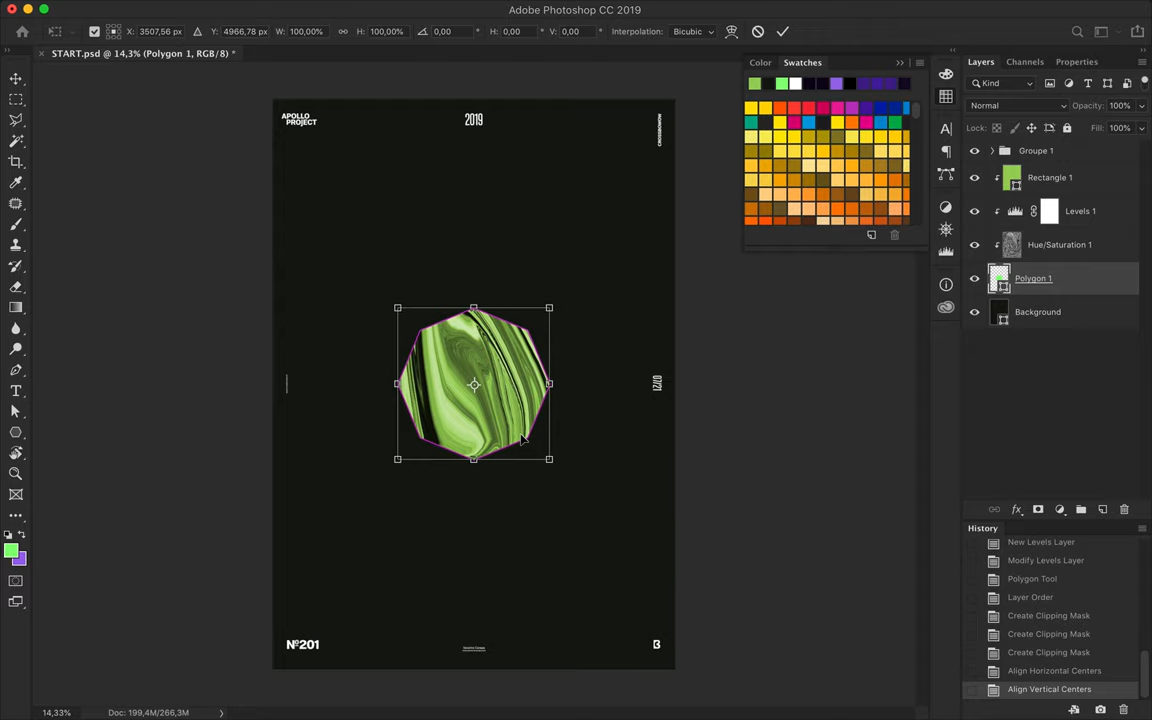 Adobe Photoshop CC 2019
X: 3507,56 px Y: 4966,78 px W: 100,00% H: 100,00% 0,00 ° H: 0,00 ° V: 0,00 ° Interpolation: Bicubic
START.psd @ 14,3% (Polygon 1, RGB/8) *
Color Swatches
Layers Channels Properties
Kind
Normal Opacity: 100%
Lock: Fill: 100%
Groupe 1
Rectangle 1
Levels 1
Hue/Saturation 1
Polygon 1
Background
APOLLO
PROJECT
2019
CROSSROWORK
07/21
№201
B
History
New Levels Layer
Modify Levels Layer
Polygon Tool
Layer Order
Create Clipping Mask
Create Clipping Mask
Create Clipping Mask
Align Horizontal Centers
Align Vertical Centers
14,33% Doc: 199,4M/266,3M